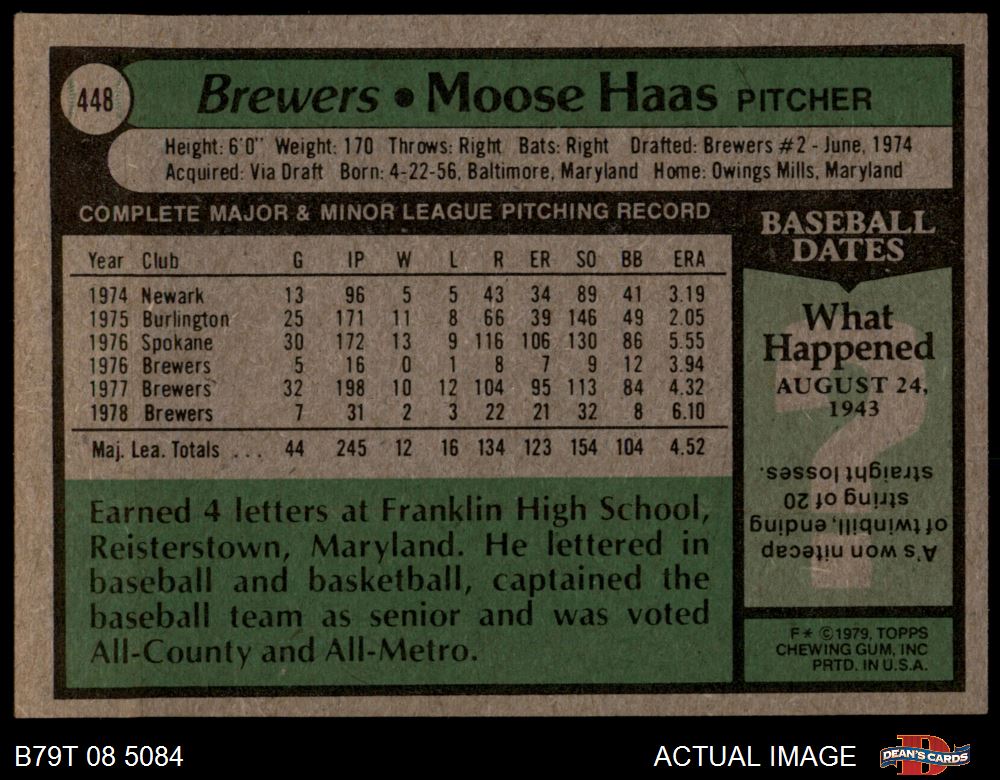 448
Brewers • Moose Haas PITCHER
Height: 6'0" Weight: 170 Throws: Right Bats: Right Drafted: Brewers #2 - June, 1974
Acquired: Via Draft Born: 4-22-56, Baltimore, Maryland Home: Owings Mills, Maryland
COMPLETE MAJOR & MINOR LEAGUE PITCHING RECORD
Year Club G IP W L R ER SO BB ERA
1974 Newark 13 96 5 5 43 34 89 41 3.19
1975 Burlington 25 171 11 8 66 39 146 49 2.05
1976 Spokane 30 172 13 9 116 106 130 86 5.55
1976 Brewers 5 16 0 1 8 7 9 12 3.94
1977 Brewers 32 198 10 12 104 95 113 84 4.32
1978 Brewers 7 31 2 3 22 21 32 8 6.10
Maj. Lea. Totals ... 44 245 12 16 134 123 154 104 4.52
Earned 4 letters at Franklin High School,
Reisterstown, Maryland. He lettered in
baseball and basketball, captained the
baseball team as senior and was voted
All-County and All-Metro.
BASEBALL
DATES
What
Happened
AUGUST 24,
1943
A's won nitecap
of twinbill, ending
string of 20
straight losses.
F* © 1979, TOPPS
CHEWING GUM, INC
PRTD. IN U.S.A.
B79T 08 5084
ACTUAL IMAGE
DEAN'S CARDS